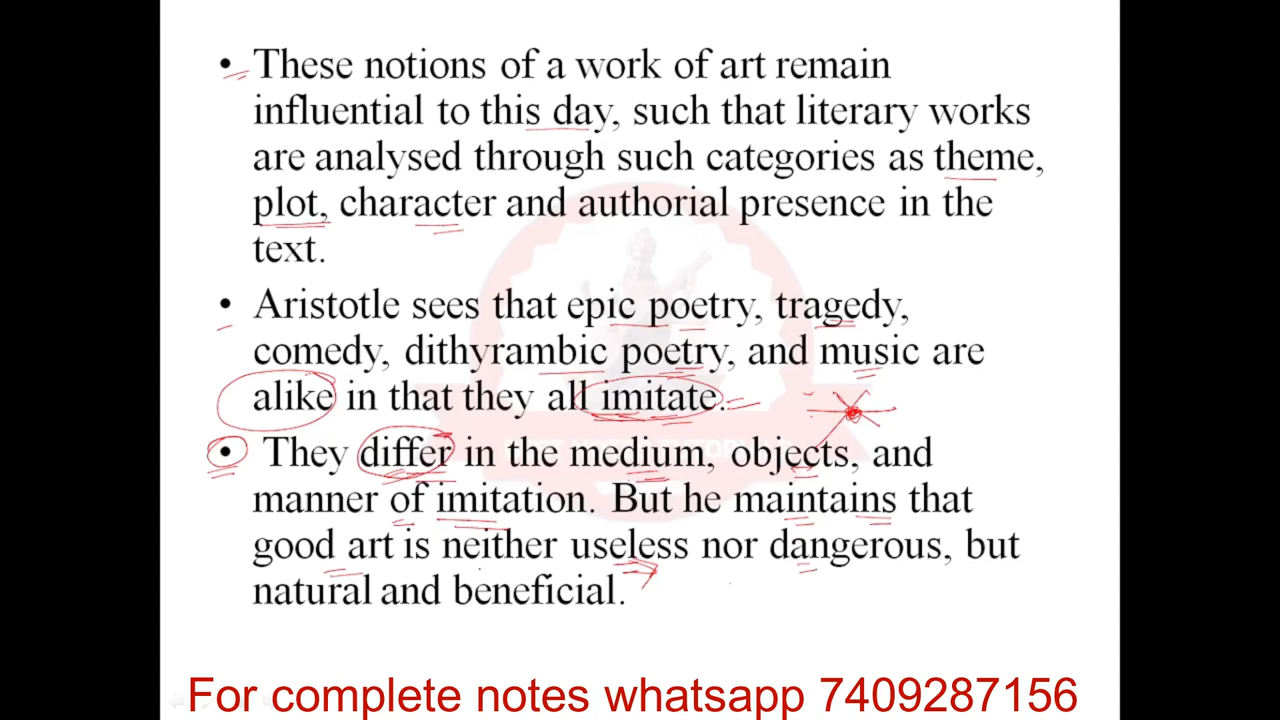 • These notions of a work of art remain
influential to this day, such that literary works
are analysed through such categories as theme,
plot, character and authorial presence in the
text.
• Aristotle sees that epic poetry, tragedy,
comedy, dithyrambic poetry, and music are
alike in that they all imitate.
• They differ in the medium, objects, and
manner of imitation. But he maintains that
good art is neither useless nor dangerous, but
natural and beneficial.
For complete notes whatsapp 7409287156